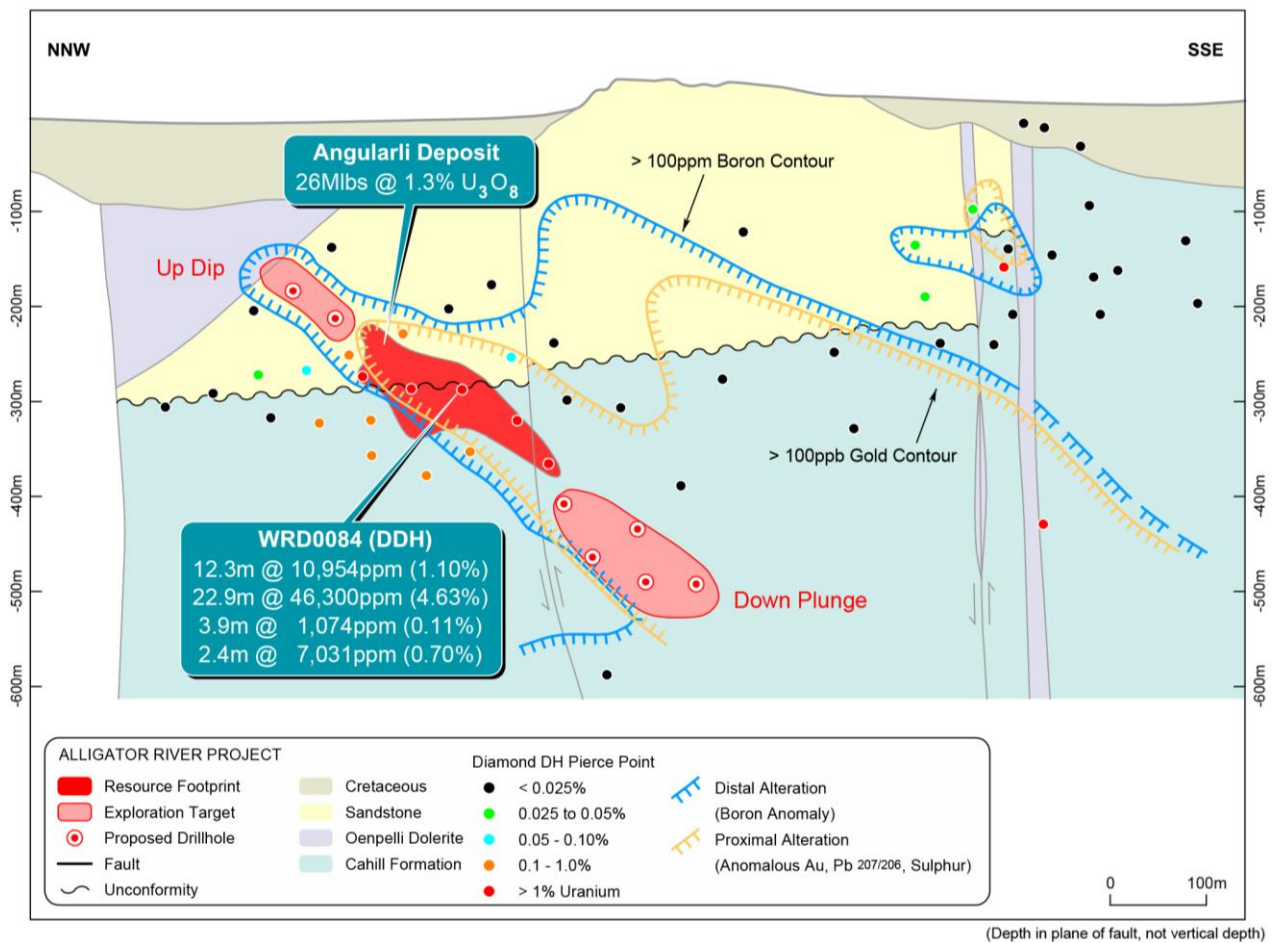 NNW
SSE
Angularli Deposit
26Mlbs @ 1.3% U3O8
> 100ppm Boron Contour
Up Dip
-100m
-200m
-300m
-400m
-500m
-600m
-100m
-200m
-300m
-400m
-5000m
-600m
> 100ppb Gold Contour
WRD0084 (DDH)
12.3m @ 10,954ppm (1.10%)
22.9m @ 46,300ppm (4.63%)
3.9m @ 1,074ppm (0.11%)
2.4m @ 7,031ppm (0.70%)
Down Plunge
ALLIGATOR RIVER PROJECT
Resource Footprint
Exploration Target
Proposed Drillhole
Fault
Unconformity
Cretaceous
Sandstone
Oenpelli Dolerite
Cahill Formation
Diamond DH Pierce Point
< 0.025%
0.025 to 0.05%
0.05 - 0.10%
0.1 - 1.0%
> 1% Uranium
Distal Alteration
(Boron Anomaly)
Proximal Alteration
(Anomalous Au, Pb 207/206, Sulphur)
0 100m
(Depth in plane of fault, not vertical depth)